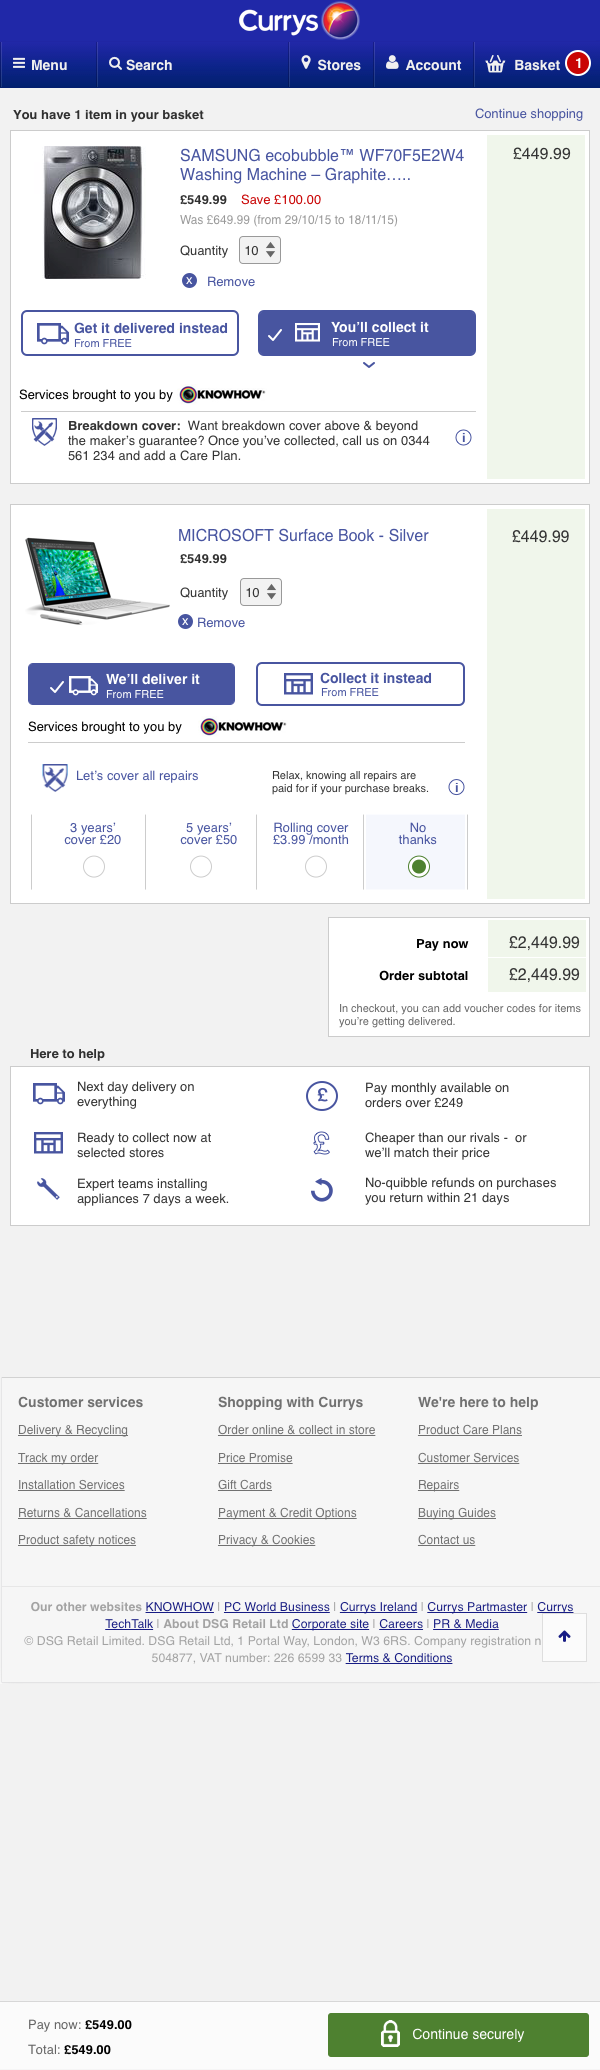 Currys
Menu
Search
Stores
Account
Basket
1
You have 1 item in your basket
Continue shopping
SAMSUNG ecobubble™ WF70F5E2W4
Washing Machine – Graphite…..
£449.99
£549.99 Save £100.00
Was £649.99 (from 29/10/15 to 18/11/15)
Quantity 10
x Remove
Get it delivered instead
From FREE
You'll collect it
From FREE
Services brought to you by KNOWHOW
Breakdown cover: Want breakdown cover above & beyond
the maker's guarantee? Once you've collected, call us on 0344
561 234 and add a Care Plan.
MICROSOFT Surface Book - Silver
£449.99
£549.99
Quantity 10
x Remove
We'll deliver it
From FREE
Collect it instead
From FREE
Services brought to you by KNOWHOW
Let's cover all repairs
Relax, knowing all repairs are
paid for if your purchase breaks.
3 years'
cover £20
5 years'
cover £50
Rolling cover
£3.99 /month
No
thanks
Pay now £2,449.99
Order subtotal £2,449.99
In checkout, you can add voucher codes for items
you're getting delivered.
Here to help
Next day delivery on
everything
£
Pay monthly available on
orders over £249
Ready to collect now at
selected stores
£
Cheaper than our rivals - or
we'll match their price
Expert teams installing
appliances 7 days a week.
No-quibble refunds on purchases
you return within 21 days
Customer services
Delivery & Recycling
Track my order
Installation Services
Returns & Cancellations
Product safety notices
Shopping with Currys
Order online & collect in store
Price Promise
Gift Cards
Payment & Credit Options
Privacy & Cookies
We're here to help
Product Care Plans
Customer Services
Repairs
Buying Guides
Contact us
Our other websites KNOWHOW | PC World Business | Currys Ireland | Currys Partmaster | Currys
TechTalk | About DSG Retail Ltd Corporate site | Careers | PR & Media
© DSG Retail Limited. DSG Retail Ltd, 1 Portal Way, London, W3 6RS. Company registration n
504877, VAT number: 226 6599 33 Terms & Conditions
Pay now: £549.00
Total: £549.00
Continue securely